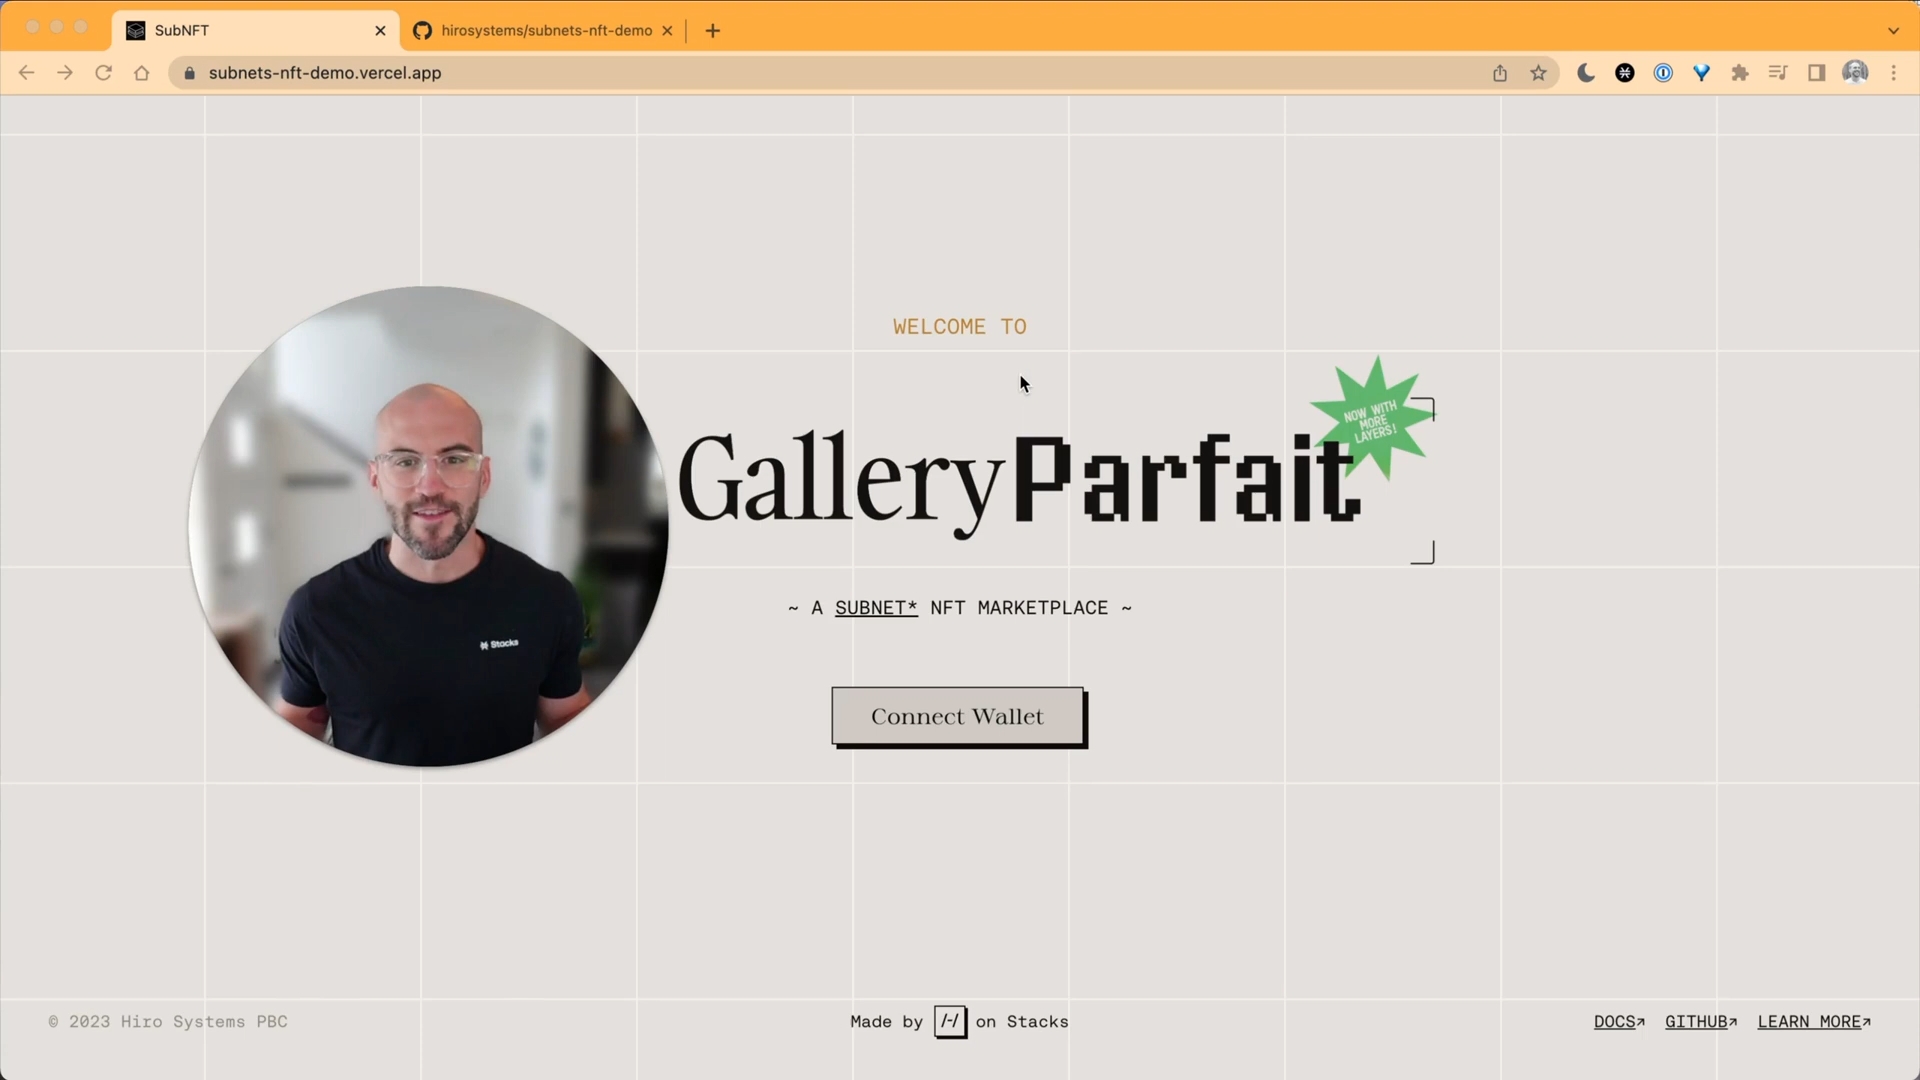 SubNFT
hirosystems/subnets-nft-demo
subnets-nft-demo.vercel.app
WELCOME TO
NOW WITH
MORE
LAYERS!
GalleryParfait
Stacks
~ A SUBNET* NFT MARKETPLACE ~
Connect Wallet
© 2023 Hiro Systems PBC
Made by /-/ on Stacks
DOCS↗ GITHUB↗ LEARN MORE↗